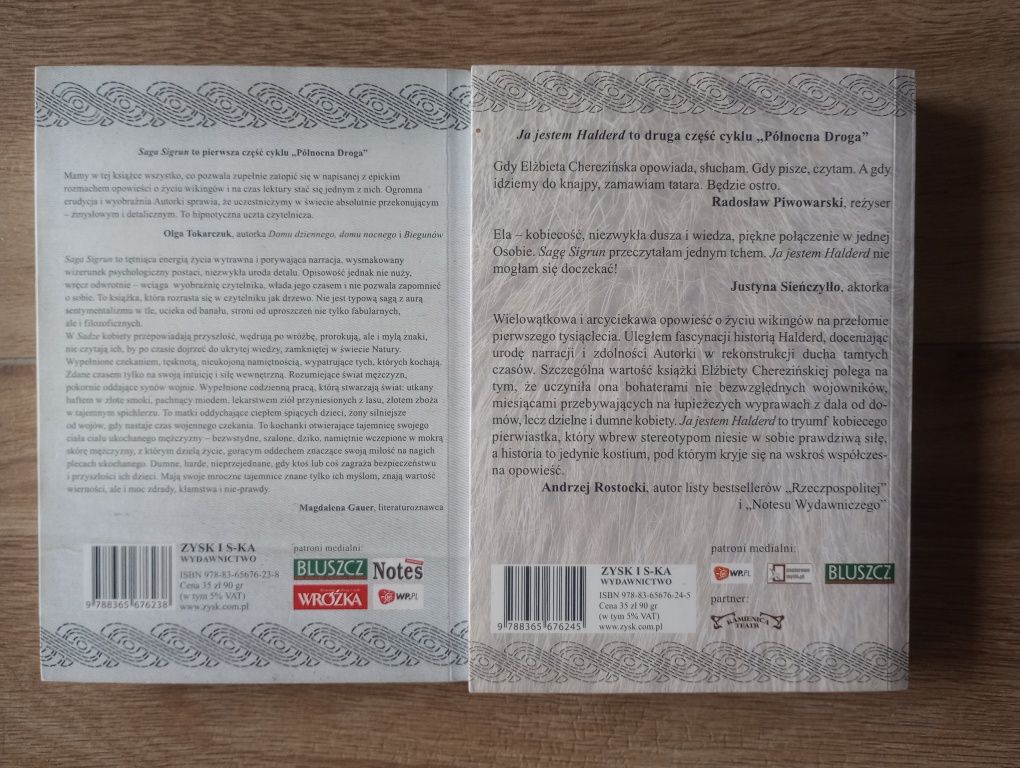 Saga Sigrun to pierwsza część cyklu „Północna Droga”
Mamy w tej książce wszystko, co pozwala zupełnie zatopić się w napisanej z epickim
rozmachem opowieści o życiu wikingów i na czas lektury stać się jednym z nich. Ogromna
erudycja i wyobraźnia Autorki sprawia, że uczestniczymy w świecie absolutnie przekonującym
– zmysłowym i detalicznym. To hipnotyczna uczta czytelnicza.
Olga Tokarczuk, autorka Domu dziennego, domu nocnego i Biegunów
Saga Sigrun to tętniąca energią życia wytrawna i porywająca narracja, wysmakowany
wizerunek psychologiczny postaci, niezwykła uroda detalu. Opisowość jednak nie nuży,
wręcz odwrotnie – wciąga wyobraźnię czytelnika, włada jego czasem i nie pozwala zapomnieć
o sobie. To książka, która rozrasta się w czytelniku jak drzewo. Nie jest typową sagą z aurą
sentymentalizmu w tle, ucieka od banału, stroni od uproszczeń nie tylko fabularnych,
ale i filozoficznych.
W Sadze kobiety przepowiadają przyszłość, wędrują po wróżbę, prorokują, ale i mylą znaki,
nie czytają ich, by po czasie dojrzeć do ukrytej wiedzy, zamkniętej w świecie Natury.
Wypełnione czekaniem, tęsknotą, nieukojoną namiętnością, wypatrujące tych, których kochają.
Zdane czasem tylko na swoją intuicję i siłę wewnętrzną. Rozumiejące świat mężczyzn,
pokornie oddające synów wojnie. Wypełnione codzienną pracą, którą stwarzają świat: utkany
haftem w złote smoki, pachnący miodem, lekarstwem ziół przyniesionych z lasu, złotem zboża
w tajemnym spichlerzu. To matki oddychające ciepłem śpiących dzieci, żony silniejsze
od wojów, gdy nastaje czas wojennego czekania. To kochanki otwierające tajemnicę swojego
ciała ciału ukochanego mężczyzny – bezwstydne, szalone, dziko, namiętnie wczepione w mokrą
skórę mężczyzny, z którym dzielą życie, gorącym oddechem znaczące swoją miłość na nagich
plecach ukochanego. Dumne, harde, nieprzejednane, gdy ktoś lub coś zagraża bezpieczeństwu
i przyszłości ich dzieci. Mają swoje mroczne tajemnice znane tylko ich myślom, znają wartość
wierności, ale i moc zdrady, kłamstwa i nie-prawdy.
Magdalena Gauer, literaturoznawca
ZYSK I S-KA
WYDAWNICTWO
ISBN 978-83-65676-23-8
Cena 35 zł 90 gr
(w tym 5% VAT)
www.zysk.com.pl
9 788365 676238
patroni medialni:
BLUSZCZ
Notes
WRÓŻKA
WP.PL
Ja jestem Halderd to druga część cyklu „Północna Droga”
Gdy Elżbieta Cherezińska opowiada, słucham. Gdy pisze, czytam. A gdy
idziemy do knajpy, zamawiam tatara. Będzie ostro.
Radosław Piwowarski, reżyser
Ela – kobiecość, niezwykła dusza i wiedza, piękne połączenie w jednej
Osobie. Sagę Sigrun przeczytałam jednym tchem. Ja jestem Halderd nie
mogłam się doczekać!
Justyna Sieńczyłło, aktorka
Wielowątkowa i arcyciekawa opowieść o życiu wikingów na przełomie
pierwszego tysiąclecia. Uległem fascynacji historią Halderd, doceniając
urodę narracji i zdolności Autorki w rekonstrukcji ducha tamtych
czasów. Szczególna wartość książki Elżbiety Cherezińskiej polega na
tym, że uczyniła ona bohaterami nie bezwzględnych wojowników,
miesiącami przebywających na łupieżczych wyprawach z dala od do-
mów, lecz dzielne i dumne kobiety. Ja jestem Halderd to tryumf kobiecego
pierwiastka, który wbrew stereotypom niesie w sobie prawdziwą siłę,
a historia to jedynie kostium, pod którym kryje się na wskroś współczes-
na opowieść.
Andrzej Rostocki, autor listy bestsellerów „Rzeczpospolitej”
i „Notesu Wydawniczego”
ZYSK I S-KA
WYDAWNICTWO
ISBN 978-83-65676-24-5
Cena 35 zł 90 gr
(w tym 5% VAT)
www.zysk.com.pl
9 788365 676245
patroni medialni:
WP.PL
BLUSZCZ
partner:
KAMIENICA
TEATR